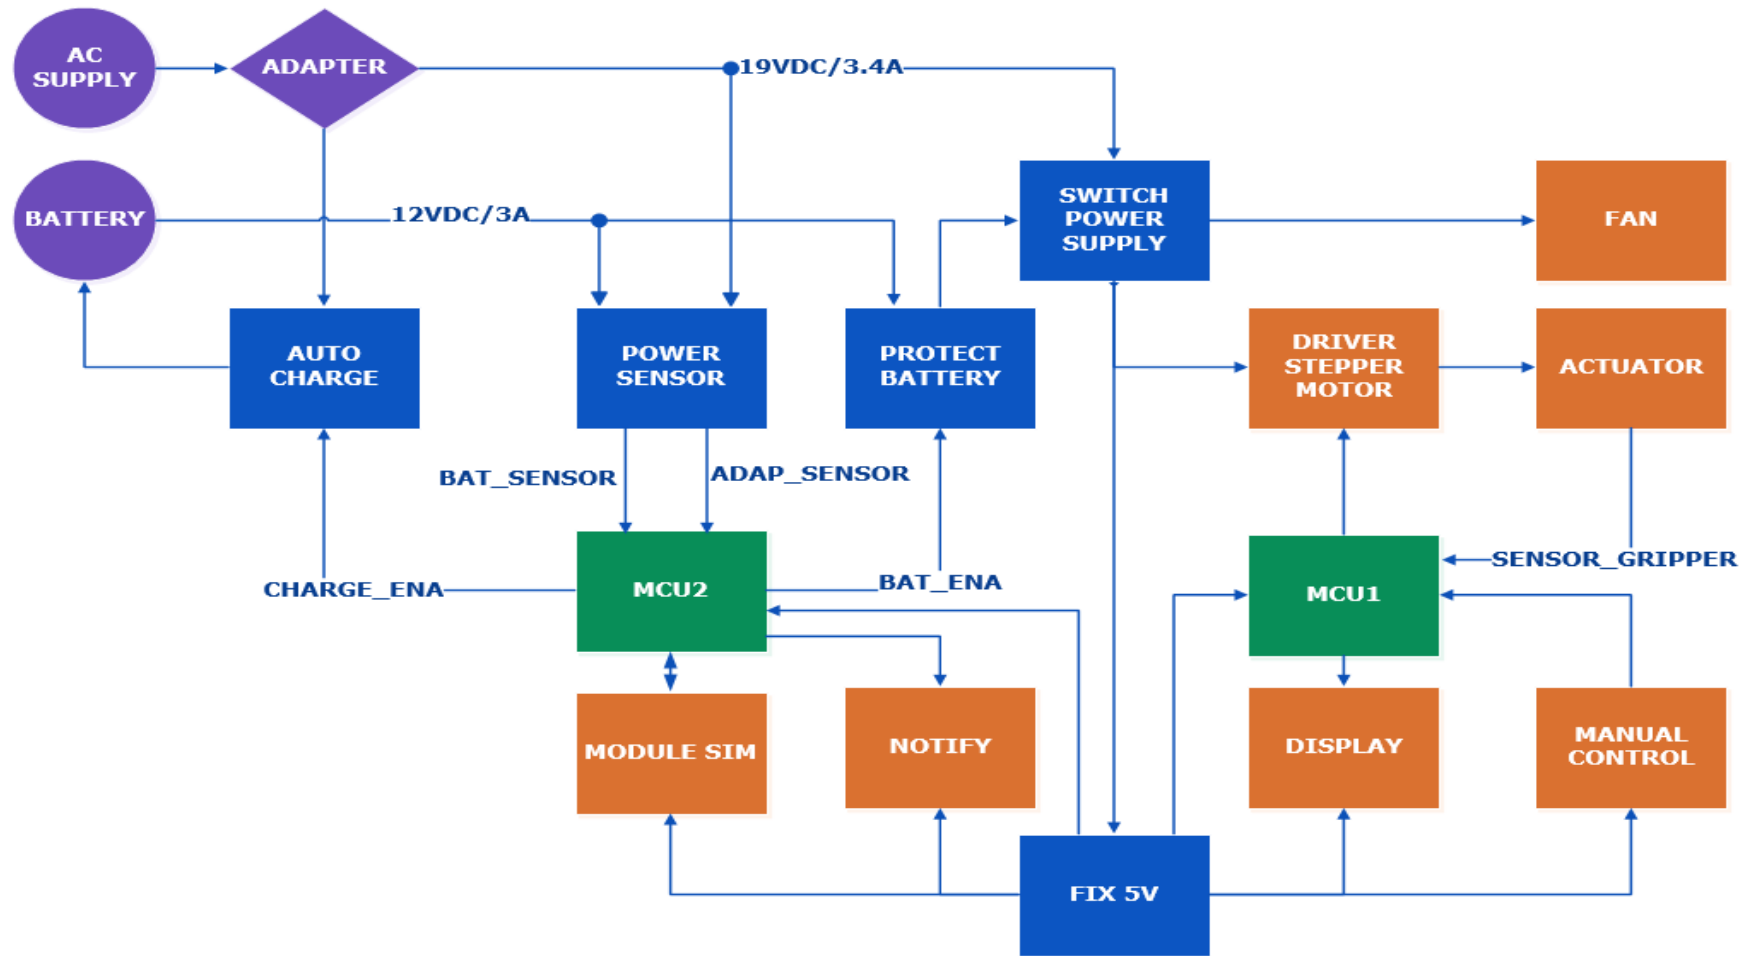 AC
SUPPLY
ADAPTER
19VDC/3.4A
BATTERY
12VDC/3A
SWITCH
POWER
SUPPLY
FAN
AUTO
CHARGE
POWER
SENSOR
PROTECT
BATTERY
DRIVER
STEPPER
MOTOR
ACTUATOR
BAT_SENSOR
ADAP_SENSOR
CHARGE_ENA
MCU2
BAT_ENA
MCU1
SENSOR_GRIPPER
MODULE SIM
NOTIFY
DISPLAY
MANUAL
CONTROL
FIX 5V